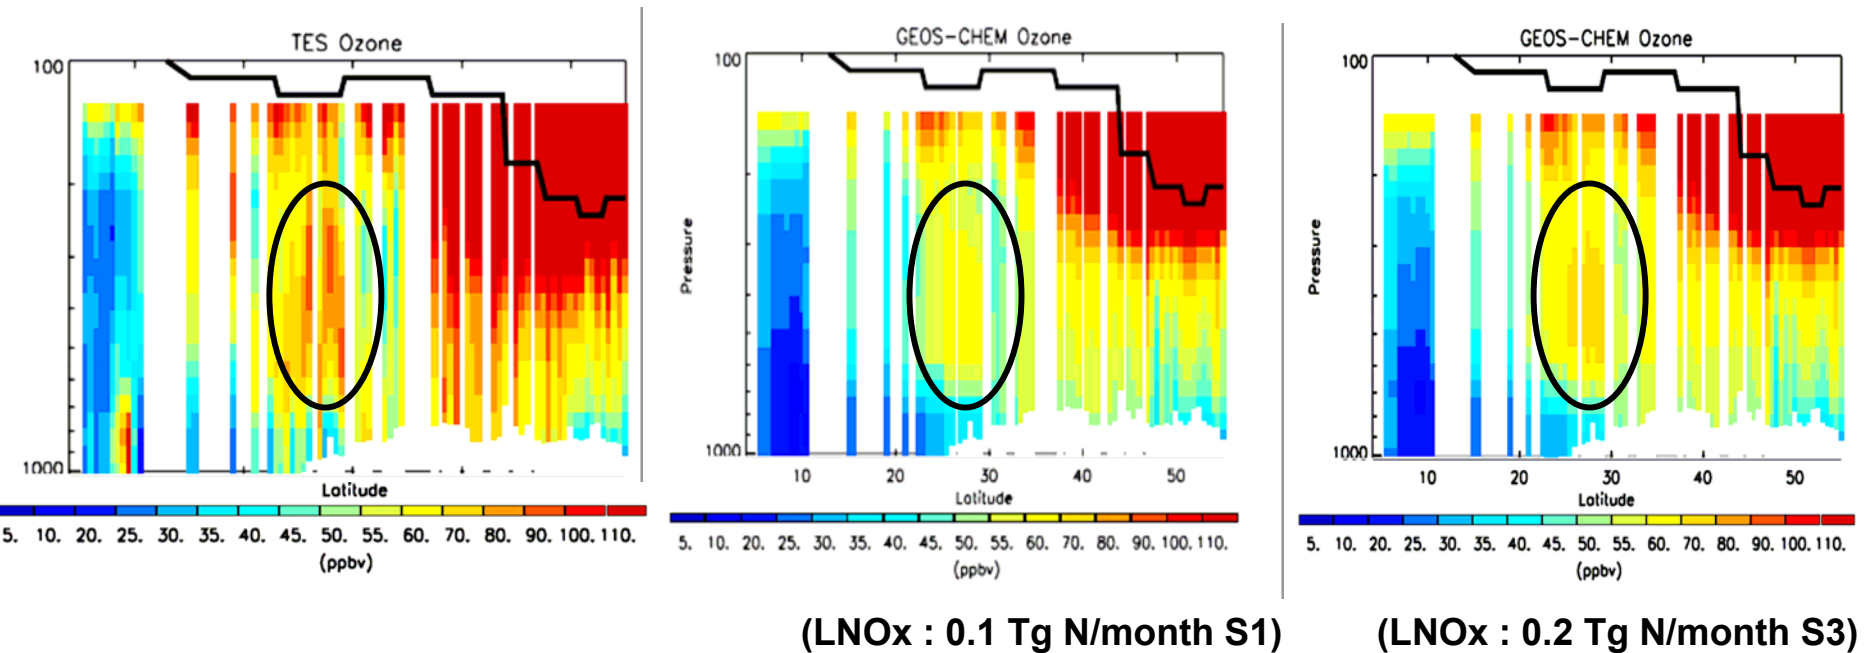 TES Ozone
100
1000
Latitude
5. 10. 20. 25. 30. 35. 40. 45. 50. 55. 60. 70. 80. 90. 100. 110.
(ppbv)
GEOS-CHEM Ozone
100
Pressure
1000
10 20 30 40 50
Latitude
5. 10. 20. 25. 30. 35. 40. 45. 50. 55. 60. 70. 80. 90. 100. 110.
(ppbv)
(LNOx : 0.1 Tg N/month S1)
GEOS-CHEM Ozone
100
Pressure
1000
10 20 30 40 50
Latitude
5. 10. 20. 25. 30. 35. 40. 45. 50. 55. 60. 70. 80. 90. 100. 110.
(ppbv)
(LNOx : 0.2 Tg N/month S3)